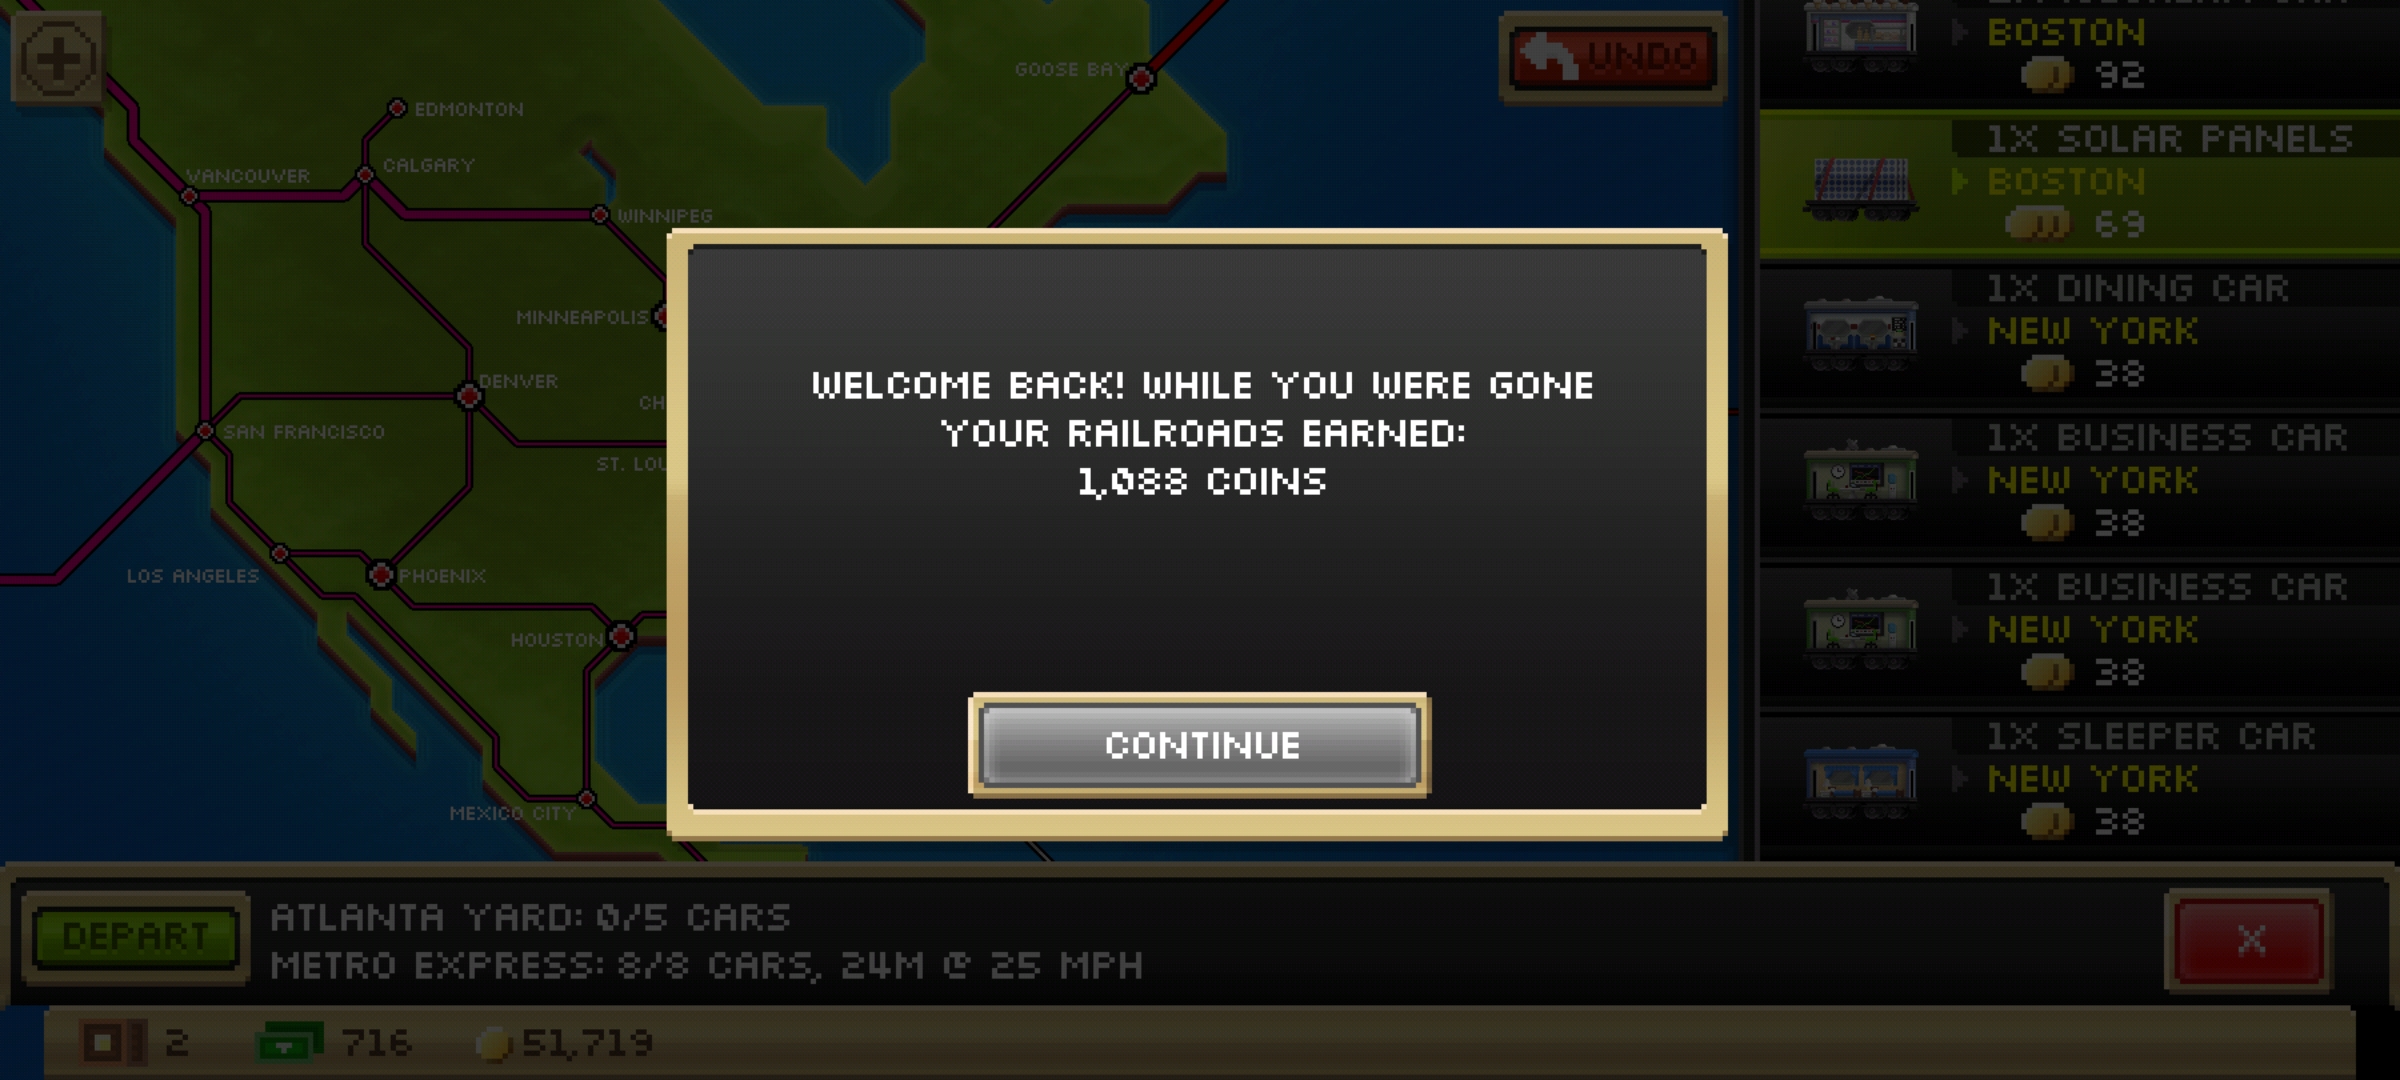 GOOSE BAY
UNDO
EDMONTON
CALGARY
VANCOUVER
WINNIPEG
MINNEAPOLIS
DENVER
SAN FRANCISCO
LOS ANGELES
PHOENIX
HOUSTON
MEXICO CITY
WELCOME BACK! WHILE YOU WERE GONE
YOUR RAILROADS EARNED:
1,088 COINS
CONTINUE
BOSTON
92
1X SOLAR PANELS
BOSTON
69
1X DINING CAR
NEW YORK
38
1X BUSINESS CAR
NEW YORK
38
1X BUSINESS CAR
NEW YORK
38
1X SLEEPER CAR
NEW YORK
38
DEPART
ATLANTA YARD: 0/5 CARS
METRO EXPRESS: 8/8 CARS, 24M @ 25 MPH
X
2
716
51,719